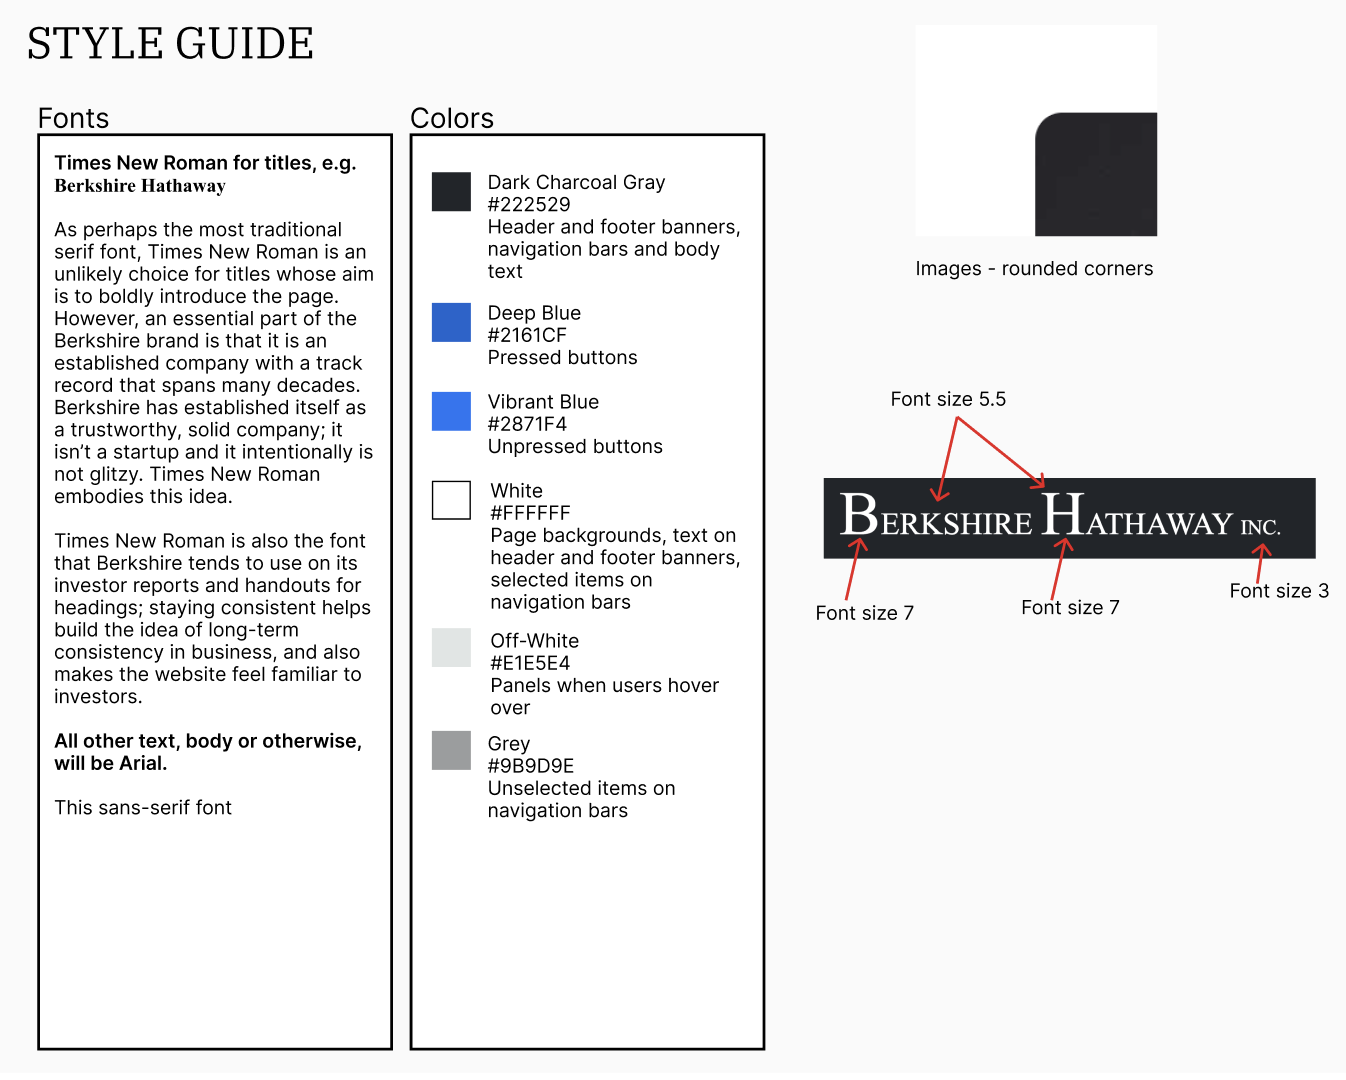 STYLE GUIDE
Fonts
Times New Roman for titles, e.g.
Berkshire Hathaway
As perhaps the most traditional
serif font, Times New Roman is an
unlikely choice for titles whose aim
is to boldly introduce the page.
However, an essential part of the
Berkshire brand is that it is an
established company with a track
record that spans many decades.
Berkshire has established itself as
a trustworthy, solid company; it
isn’t a startup and it intentionally is
not glitzy. Times New Roman
embodies this idea.
Times New Roman is also the font
that Berkshire tends to use on its
investor reports and handouts for
headings; staying consistent helps
build the idea of long-term
consistency in business, and also
makes the website feel familiar to
investors.
All other text, body or otherwise,
will be Arial.
This sans-serif font
Colors
Dark Charcoal Gray
#222529
Header and footer banners,
navigation bars and body
text
Deep Blue
#2161CF
Pressed buttons
Vibrant Blue
#2871F4
Unpressed buttons
White
#FFFFFF
Page backgrounds, text on
header and footer banners,
selected items on
navigation bars
Off-White
#E1E5E4
Panels when users hover
over
Grey
#9B9D9E
Unselected items on
navigation bars
Images - rounded corners
Font size 5.5
BERKSHIRE HATHAWAY INC.
Font size 7
Font size 7
Font size 3